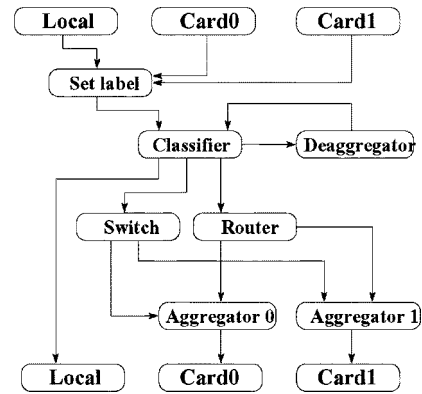 Local Card0 Card1
Set label
Classifier Deaggregator
Switch Router
Aggregator 0 Aggregator 1
Local Card0 Card1